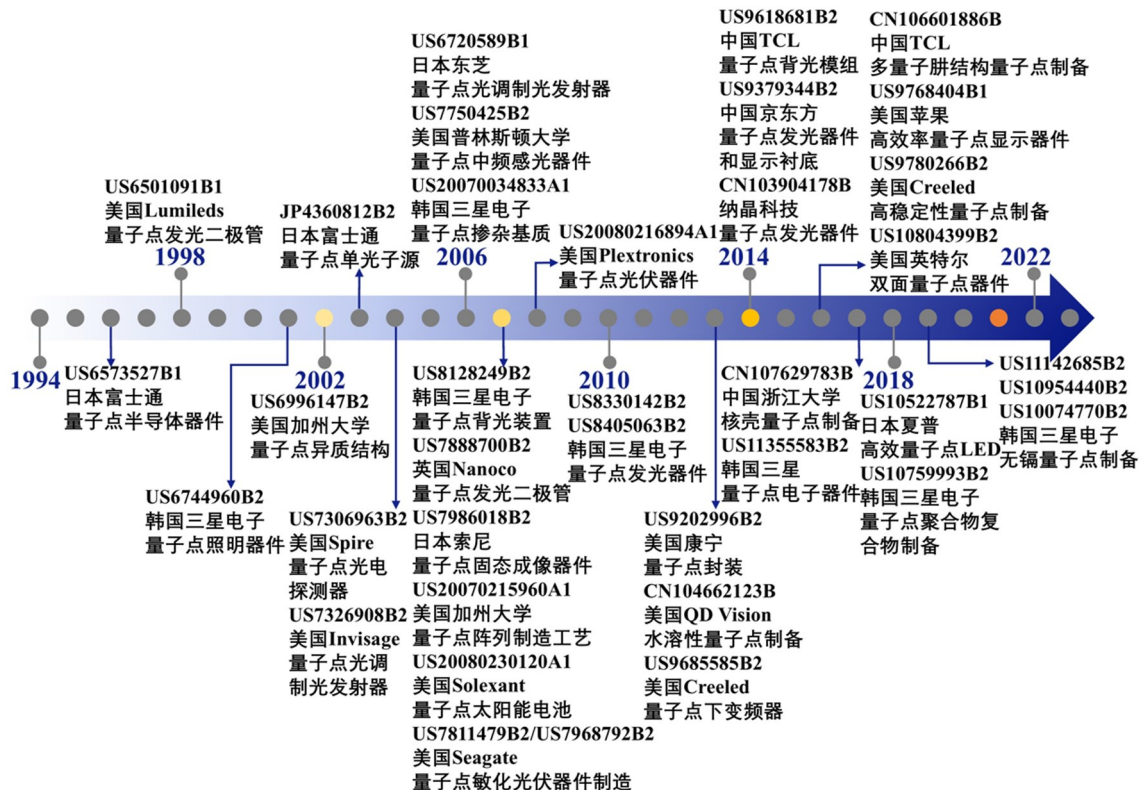 US6501091B1
美国Lumileds
量子点发光二极管
1998
JP4360812B2
日本富士通
量子点单光子源
US6720589B1
日本东芝
量子点光调制光发射器
US7750425B2
美国普林斯顿大学
量子点中频感光器件
US20070034833A1
韩国三星电子
量子点掺杂基质
2006
US20080216894A1
美国Plextronics
量子点光伏器件
US9618681B2
中国TCL
量子点背光模组
US9379344B2
中国京东方
量子点发光器件
和显示衬底
CN103904178B
纳晶科技
量子点发光器件
2014
CN106601886B
中国TCL
多量子肼结构量子点制备
US9768404B1
美国苹果
高效率量子点显示器件
US9780266B2
美国Creeled
高稳定性量子点制备
US10804399B2
美国英特尔
双面量子点器件
2022
1994
US6573527B1
日本富士通
量子点半导体器件
US6744960B2
韩国三星电子
量子点照明器件
2002
US6996147B2
美国加州大学
量子点异质结构
US7306963B2
美国Spire
量子点光电
探测器
US7326908B2
美国Invisage
量子点光调
制光发射器
US8128249B2
韩国三星电子
量子点背光装置
US7888700B2
英国Nanoco
量子点发光二极管
US7986018B2
日本索尼
量子点固态成像器件
US20070215960A1
美国加州大学
量子点阵列制造工艺
US20080230120A1
美国Solexant
量子点太阳能电池
US7811479B2/US7968792B2
美国Seagate
量子点敏化光伏器件制造
2010
US8330142B2
US8405063B2
韩国三星电子
量子点发光器件
US9202996B2
美国康宁
量子点封装
CN104662123B
美国QD Vision
水溶性量子点制备
US9685585B2
美国Creeled
量子点下变频器
CN107629783B
中国浙江大学
核壳量子点制备
US11355583B2
韩国三星
量子点电子器件
2018
US10522787B1
日本夏普
高效量子点LED
US10759993B2
韩国三星电子
量子点聚合物复
合物制备
US11142685B2
US10954440B2
US10074770B2
韩国三星电子
无镉量子点制备